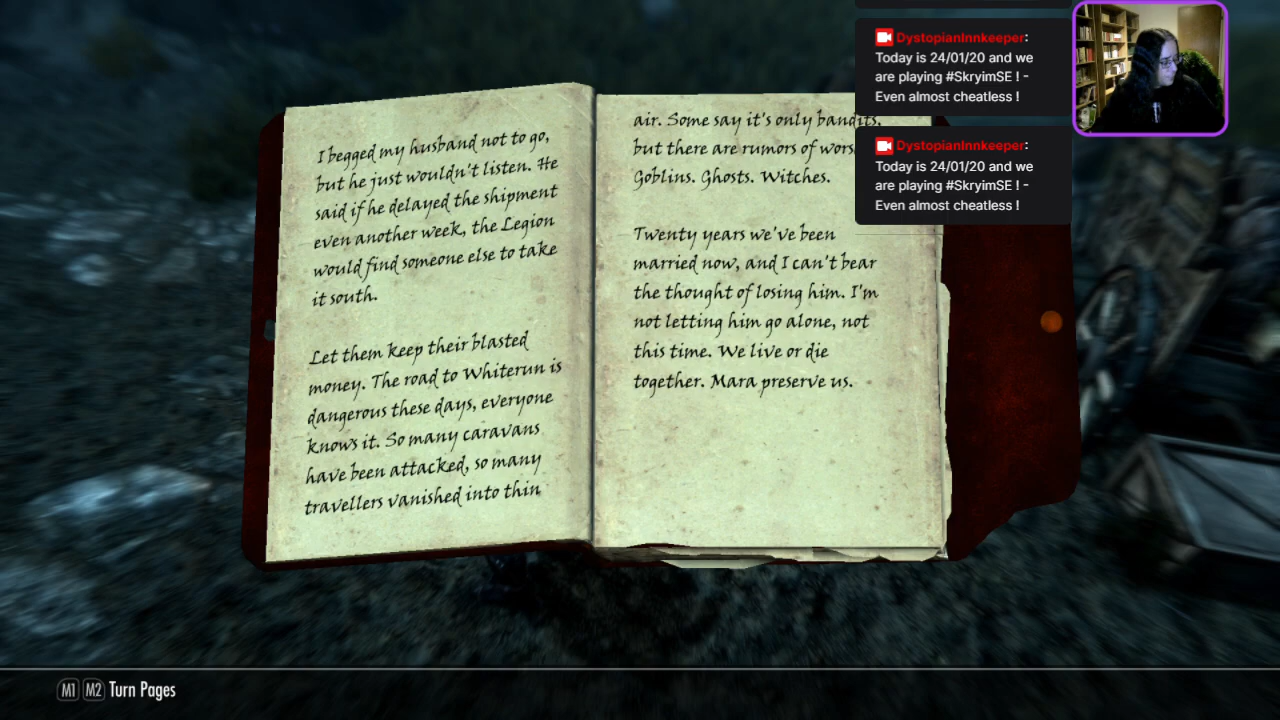 I begged my husband not to go,
but he just wouldn't listen. He
said if he delayed the shipment
even another week, the Legion
would find someone else to take
it south.
Let them keep their blasted
money. The road to Whiterun is
dangerous these days, everyone
knows it. So many caravans
have been attacked, so many
travellers vanished into thin
air. Some say it's only bandits,
but there are rumors of
Goblins. Ghosts. Witches.
Twenty years we've been
married now, and I can't bear
the thought of losing him. I'm
not letting him go alone, not
this time. We live or die
together. Mara preserve us.
DystopianInnkeeper:
Today is 24/01/20 and we
are playing #SkryimSE ! -
Even almost cheatless !
DystopianInnkeeper:
Today is 24/01/20 and we
are playing #SkryimSE ! -
Even almost cheatless !
M1 M2 Turn Pages